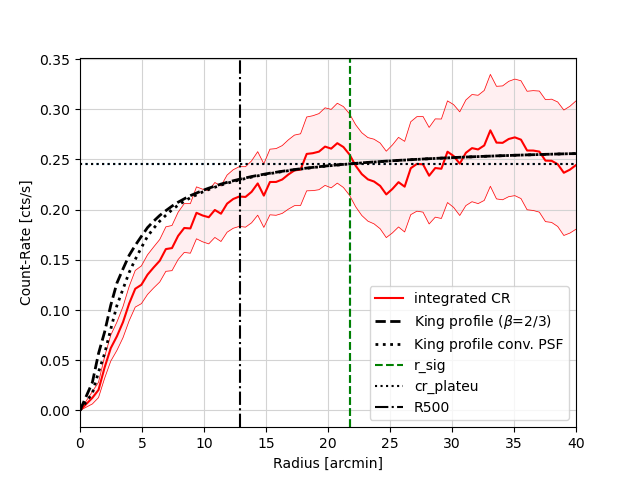 0.35
0.30
0.25
0.20
0.15
0.10
0.05
0.00
Count-Rate [cts/s]
integrated CR
King profile (β=2/3)
King profile conv. PSF
r_sig
cr_plateu
R500
0 5 10 15 20 25 30 35 40
Radius [arcmin]